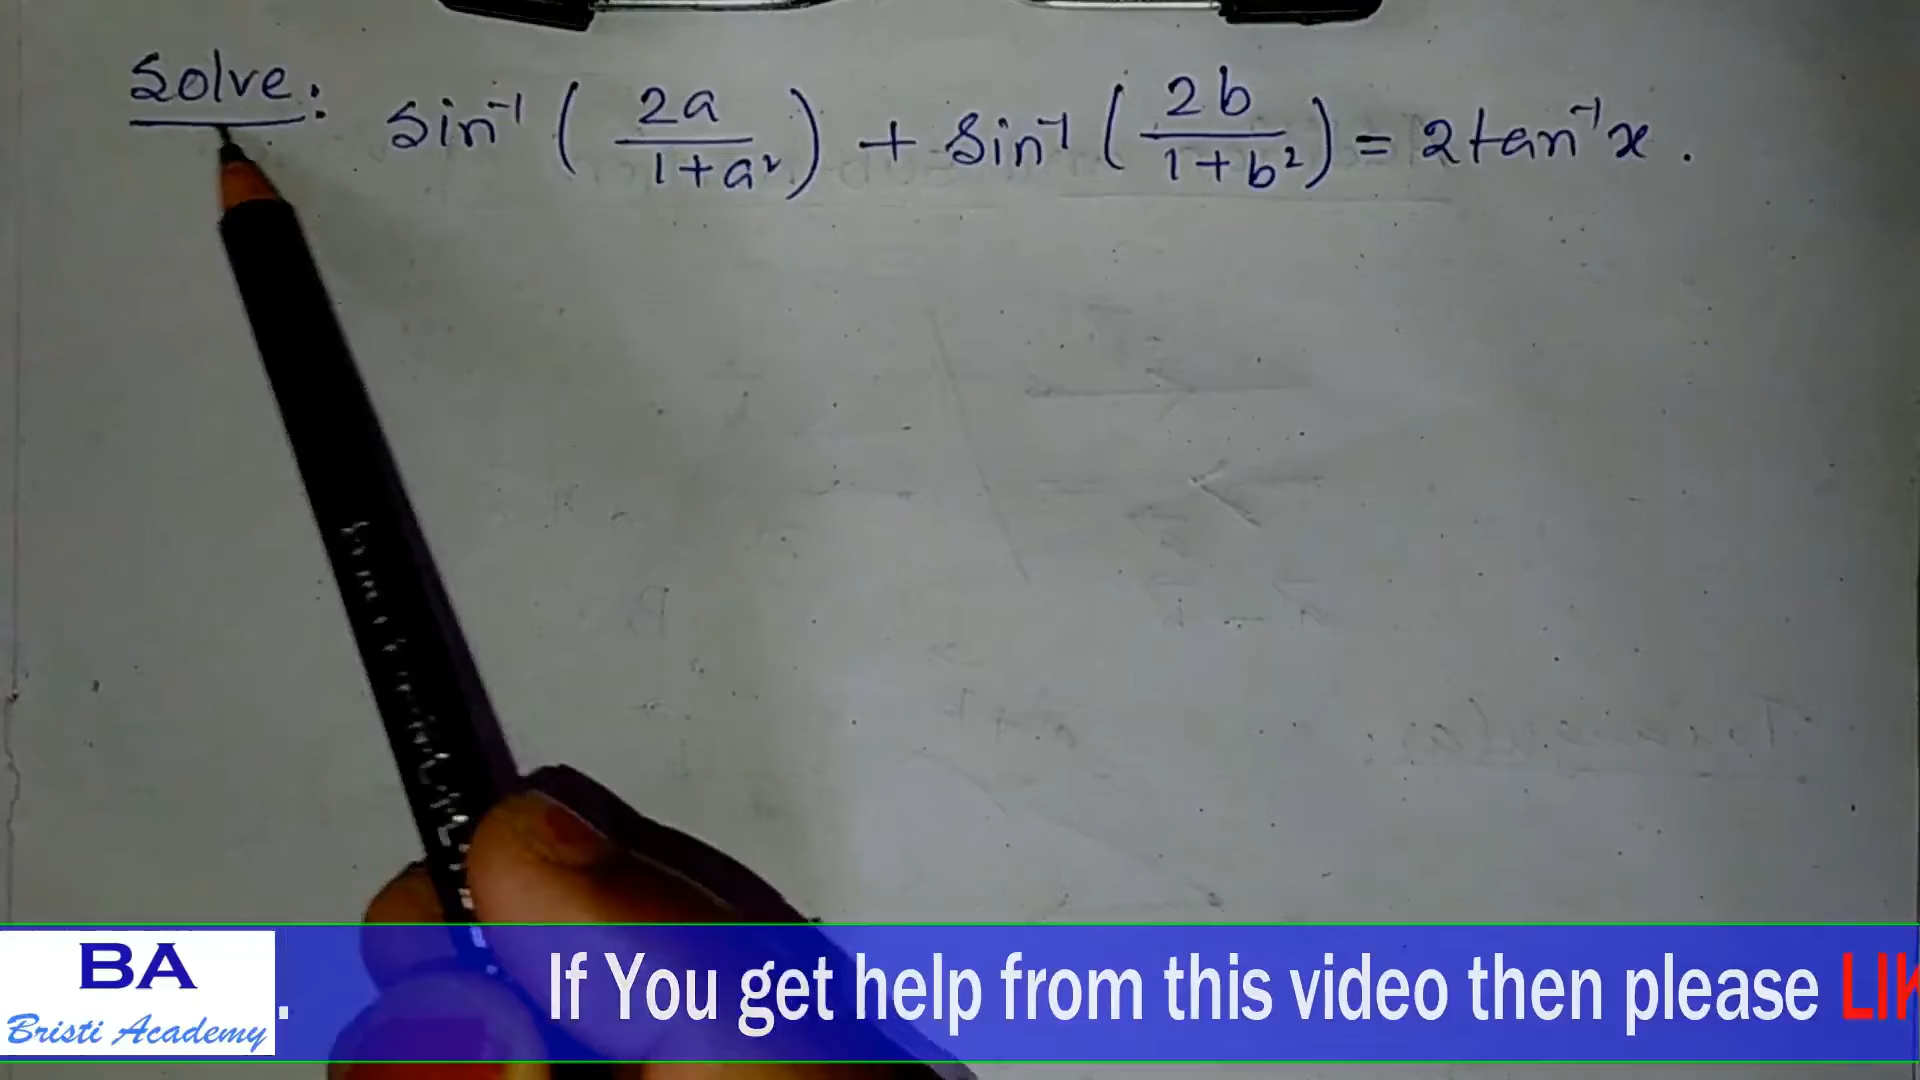 Solve: sin⁻¹ (2a/1+a²) + sin⁻¹ (2b/1+b²) = 2tan⁻¹x.
BA
Bristi Academy
. If You get help from this video then please LIK